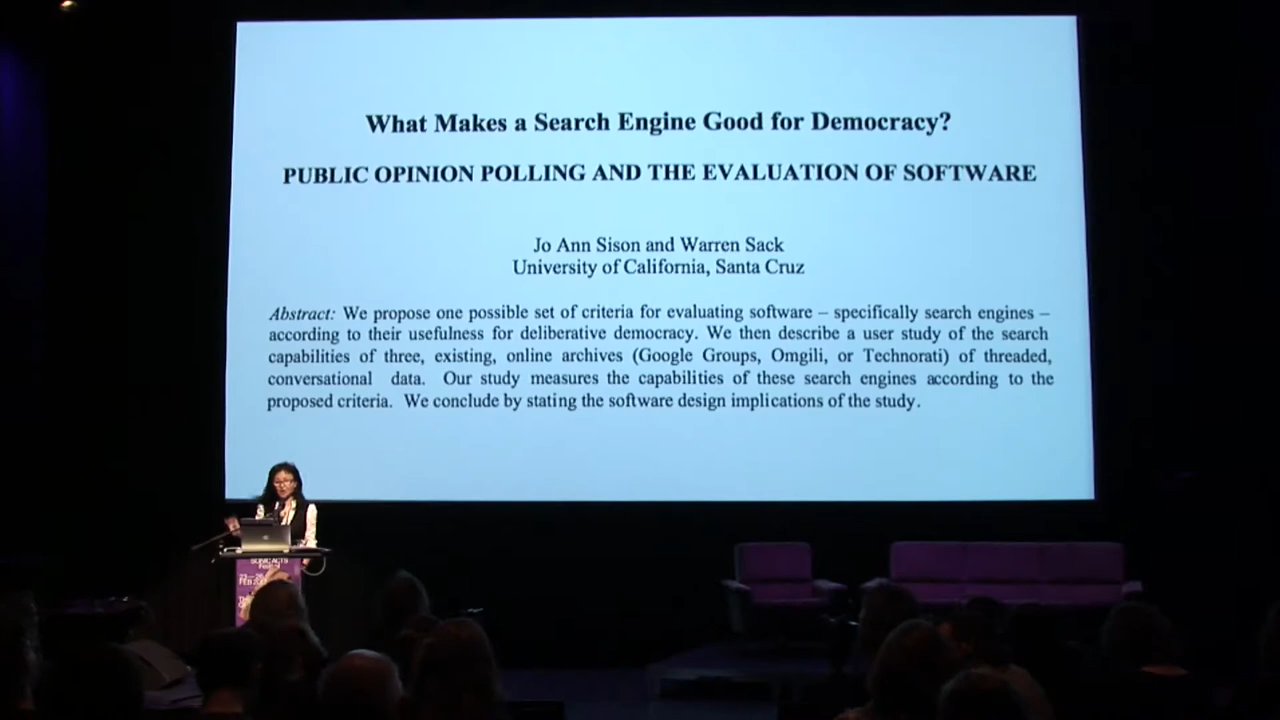 What Makes a Search Engine Good for Democracy?
PUBLIC OPINION POLLING AND THE EVALUATION OF SOFTWARE
Jo Ann Sison and Warren Sack
University of California, Santa Cruz
Abstract: We propose one possible set of criteria for evaluating software – specifically search engines –
according to their usefulness for deliberative democracy. We then describe a user study of the search
capabilities of three, existing, online archives (Google Groups, Omgili, or Technorati) of threaded,
conversational data. Our study measures the capabilities of these search engines according to the
proposed criteria. We conclude by stating the software design implications of the study.
SONIC ACTS
Festival